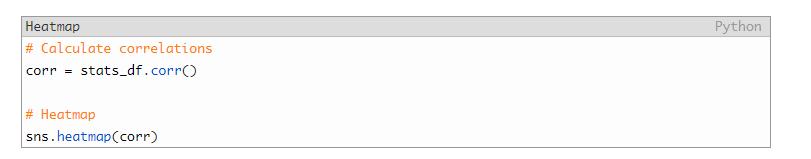 Heatmap Python
# Calculate correlations
corr = stats_df.corr()

# Heatmap
sns.heatmap(corr)